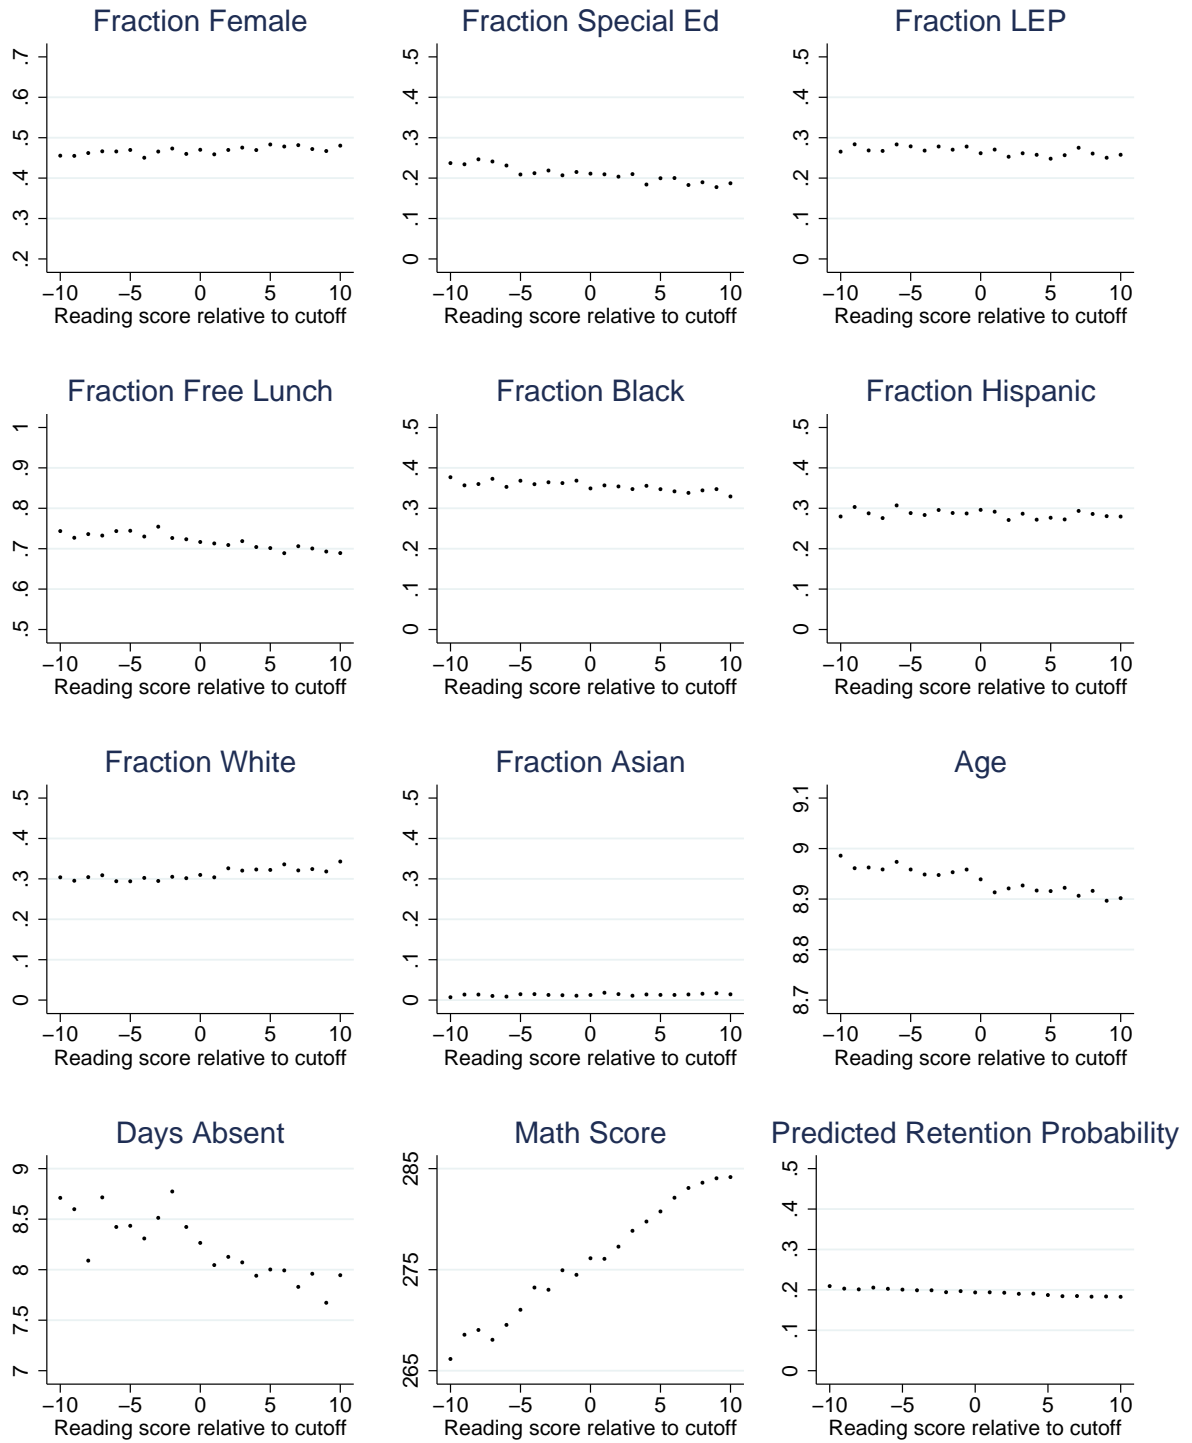 Fraction Female
.7
.6
.5
.4
.3
.2
−10 −5 0 5 10
Reading score relative to cutoff
Fraction Special Ed
.5
.4
.3
.2
.1
0
−10 −5 0 5 10
Reading score relative to cutoff
Fraction LEP
.5
.4
.3
.2
.1
0
−10 −5 0 5 10
Reading score relative to cutoff
Fraction Free Lunch
1
.9
.8
.7
.6
.5
−10 −5 0 5 10
Reading score relative to cutoff
Fraction Black
.5
.4
.3
.2
.1
0
−10 −5 0 5 10
Reading score relative to cutoff
Fraction Hispanic
.5
.4
.3
.2
.1
0
−10 −5 0 5 10
Reading score relative to cutoff
Fraction White
.5
.4
.3
.2
.1
0
−10 −5 0 5 10
Reading score relative to cutoff
Fraction Asian
.5
.4
.3
.2
.1
0
−10 −5 0 5 10
Reading score relative to cutoff
Age
9.1
9
8.9
8.8
8.7
−10 −5 0 5 10
Reading score relative to cutoff
Days Absent
9
8.5
8
7.5
7
−10 −5 0 5 10
Reading score relative to cutoff
Math Score
285
275
265
−10 −5 0 5 10
Reading score relative to cutoff
Predicted Retention Probability
.5
.4
.3
.2
.1
0
−10 −5 0 5 10
Reading score relative to cutoff